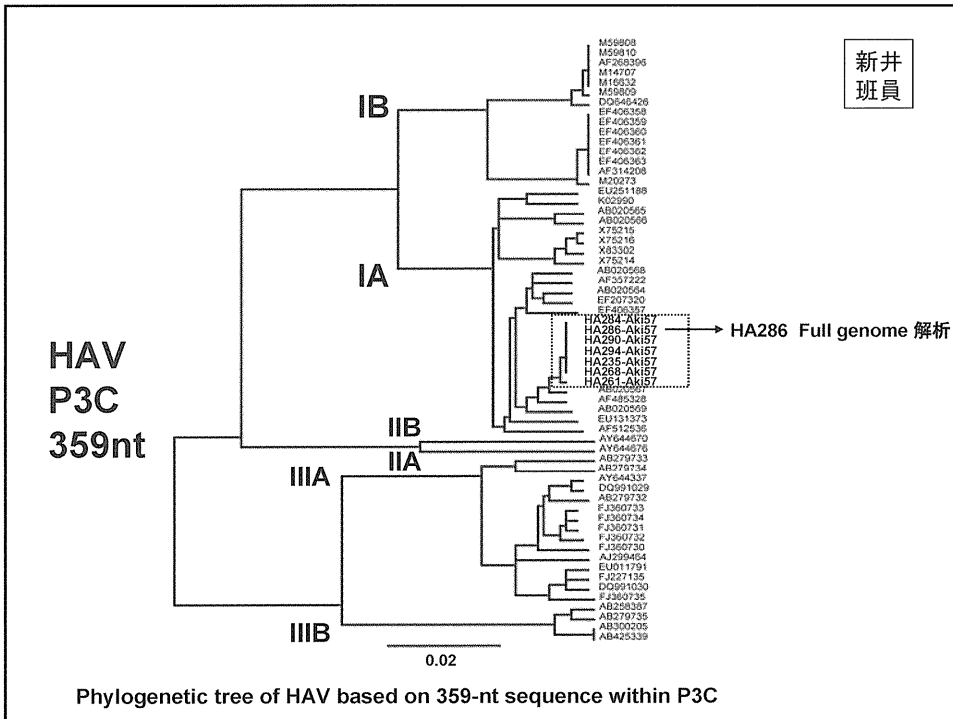 新井
班員
M59808
M59810
AF268396
M14707
M16632
M59809
DQ646426
IB
EF406358
EF406359
EF406360
EF406361
EF406362
EF406363
AF314208
M20273
EU251188
K02990
AB020565
AB020566
X75215
X75216
X83302
X75214
IA
AB020568
AF357222
AB020564
EF207320
EF406357
HA284-Aki57
HA286-Aki57
HA290-Aki57
HA294-Aki57
HA235-Aki57
HA268-Aki57
HA261-Aki57
HA286 Full genome 解析
AB020567
AF485328
AB020569
EU131373
AF512536
HAV
P3C
359nt
IIB
AY644670
AY644676
IIA
IIIA
AB279733
AB279734
AY644337
DQ991029
AB279732
FJ360733
FJ360734
FJ360731
FJ360732
FJ360730
AJ299464
EU011791
FJ227135
DQ991030
FJ360735
IIIB
AB258387
AB279735
AB300205
AB425339
0.02
Phylogenetic tree of HAV based on 359-nt sequence within P3C